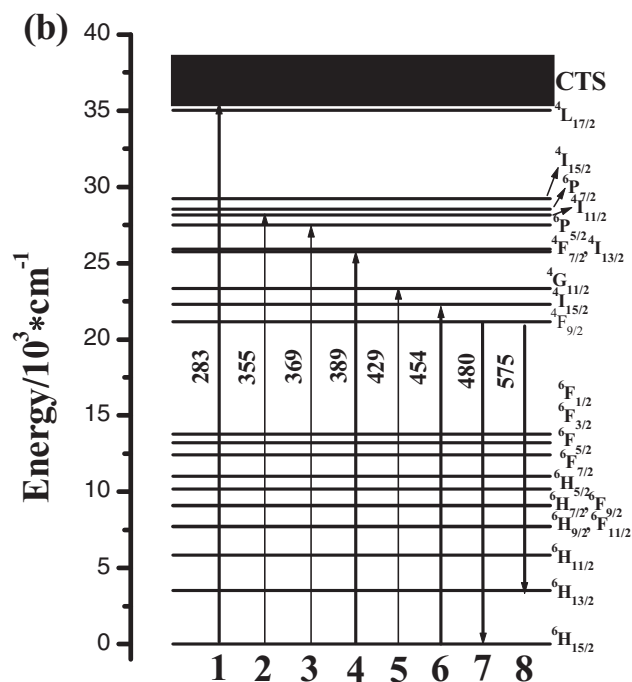 (b)
Energy/10³*cm⁻¹
40
35
30
25
20
15
10
5
0
CTS
⁴L₁₇/₂
⁴I₁₅/₂
⁶P₇/₂
⁴I₁₁/₂
⁶P₅/₂
⁴F₇/₂,⁴I₁₃/₂
⁴G₁₁/₂
⁴I₁₅/₂
⁴F₉/₂
283 355 369 389 429 454 480 575
⁶F₁/₂
⁶F₃/₂
⁶F₅/₂
⁶F₇/₂
⁶H₅/₂
⁶H₇/₂,⁶F₉/₂
⁶H₉/₂,⁶F₁₁/₂
⁶H₁₁/₂
⁶H₁₃/₂
⁶H₁₅/₂
1 2 3 4 5 6 7 8